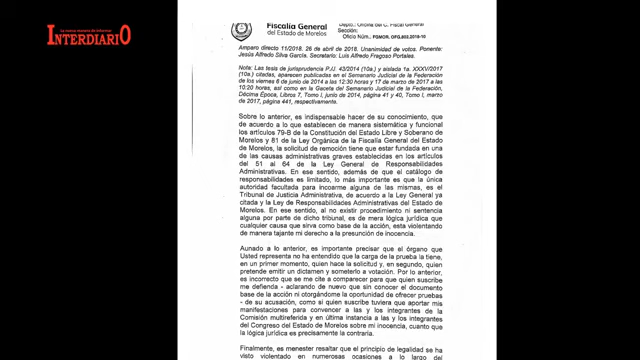 La nueva manera de informar
INTERDIARIO
Fiscalía General
del Estado de Morelos
Depto.: Oficina del C. Fiscal General
Sección:
Oficio Núm.: FGMOR. OFG.802.2018-10
Amparo directo 11/2018. 26 de abril de 2018. Unanimidad de votos. Ponente:
Jesús Alfredo Silva García. Secretario: Luis Alfredo Fragoso Portales.
Nota: Las tesis de jurisprudencia P./J. 43/2014 (10a.) y aislada 1a. XXXV/2017
(10a.) citadas, aparecen publicadas en el Semanario Judicial de la Federación
de los viernes 6 de junio de 2014 a las 12:30 horas y 17 de marzo de 2017 a las
10:20 horas, así como en la Gaceta del Semanario Judicial de la Federación,
Décima Época, Libros 7, Tomo I, junio de 2014, página 41 y 40, Tomo I, marzo de
2017, página 441, respectivamente.
Sobre lo anterior, es indispensable hacer de su conocimiento, que
de acuerdo a lo que establecen de manera sistemática y funcional
los artículos 79-B de la Constitución del Estado Libre y Soberano de
Morelos y 81 de la Ley Orgánica de la Fiscalía General del Estado de
Morelos, la solicitud de remoción tiene que estar fundada en una
de las causas administrativas graves establecidas en los artículos
del 51 al 64 de la Ley General de Responsabilidades
Administrativas. En ese sentido, además de que el catálogo de
responsabilidades es limitado, lo más importante es que la única
autoridad facultada para incoarme alguna de las mismas, es el
Tribunal de Justicia Administrativa, de acuerdo a la Ley General ya
citada y la Ley de Responsabilidades Administrativas del Estado de
Morelos. En ese sentido, al no existir procedimiento ni sentencia
alguna por parte de dicho tribunal, es de mera lógica jurídica que
cualquier causa que sirva como base de la acción, esta violentando
de manera tajante mi derecho a la presunción de inocencia.
Aunado a lo anterior, es importante precisar que el órgano que
Usted representa no ha entendido que la carga de la prueba la tiene,
en un primer momento, quien hace la solicitud y, en segundo, quien
pretende emitir un dictamen y someterlo a votación. Por lo anterior,
es incorrecto que se me cite a comparecer para que quien suscribe
me defienda - aclarando de nuevo que sin conocer el documento
base de la acción ni otorgándome la oportunidad de ofrecer pruebas
- de su acusación, como si quien suscribe tuviera que aportar mis
manifestaciones para convencer a las y los integrantes de la
Comisión multireferida y en última instancia a las y los integrantes
del Congreso del Estado de Morelos sobre mi inocencia, cuanto que
la lógica jurídica es precisamente la contraria.
Finalmente, es menester resaltar que el principio de legalidad se ha
visto violentado en numerosas ocasiones a lo largo del